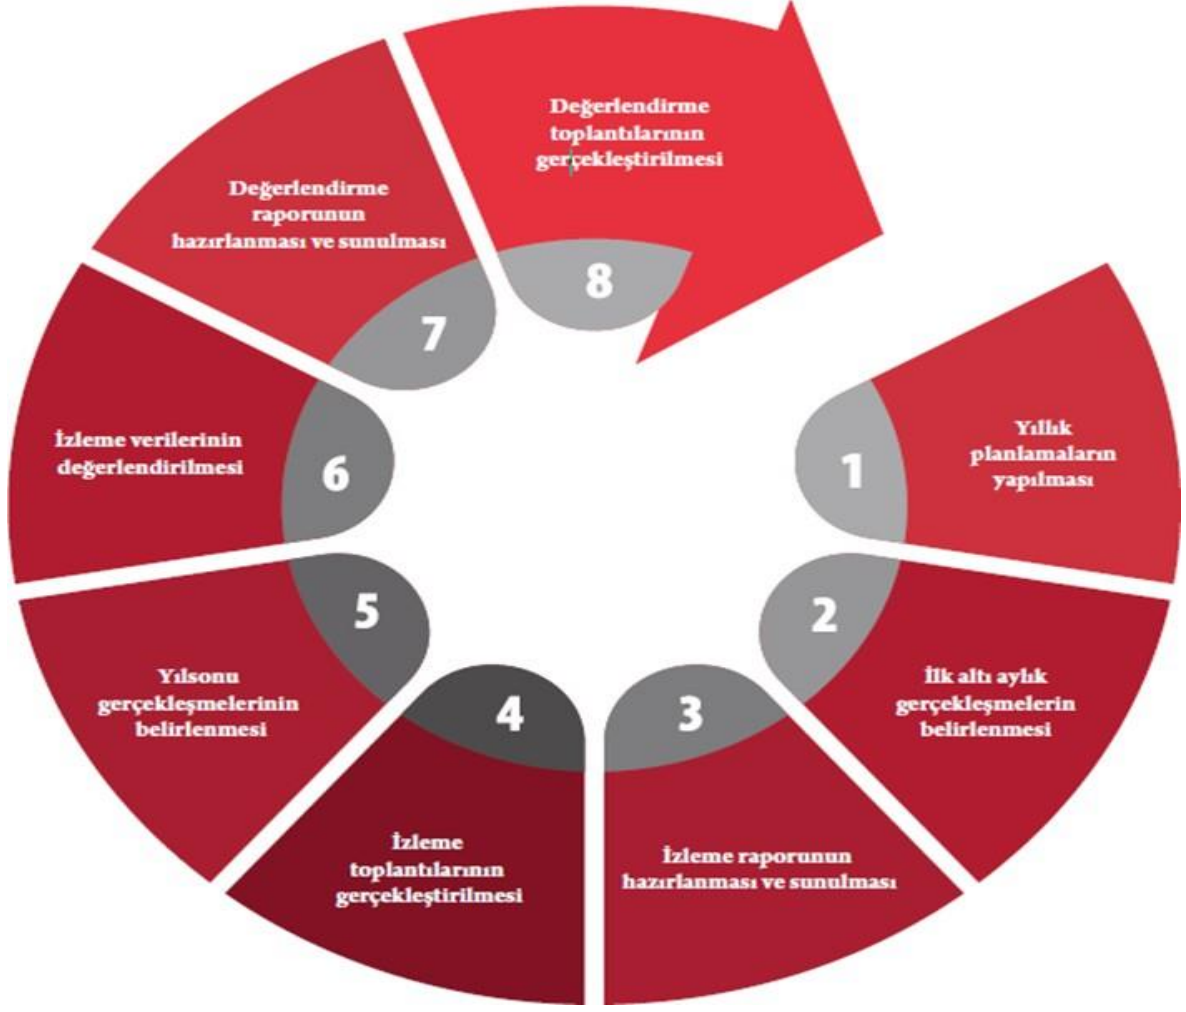 1
Yıllık
planlamaların
yapılması
2
İlk altı aylık
gerçekleşmelerin
belirlenmesi
3
İzleme raporunun
hazırlanması ve sunulması
4
İzleme
toplantılarının
gerçekleştirilmesi
5
Yılsonu
gerçekleşmelerinin
belirlenmesi
6
İzleme verilerinin
değerlendirilmesi
7
Değerlendirme
raporunun
hazırlanması ve sunulması
8
Değerlendirme
toplantılarının
gerçekleştirilmesi